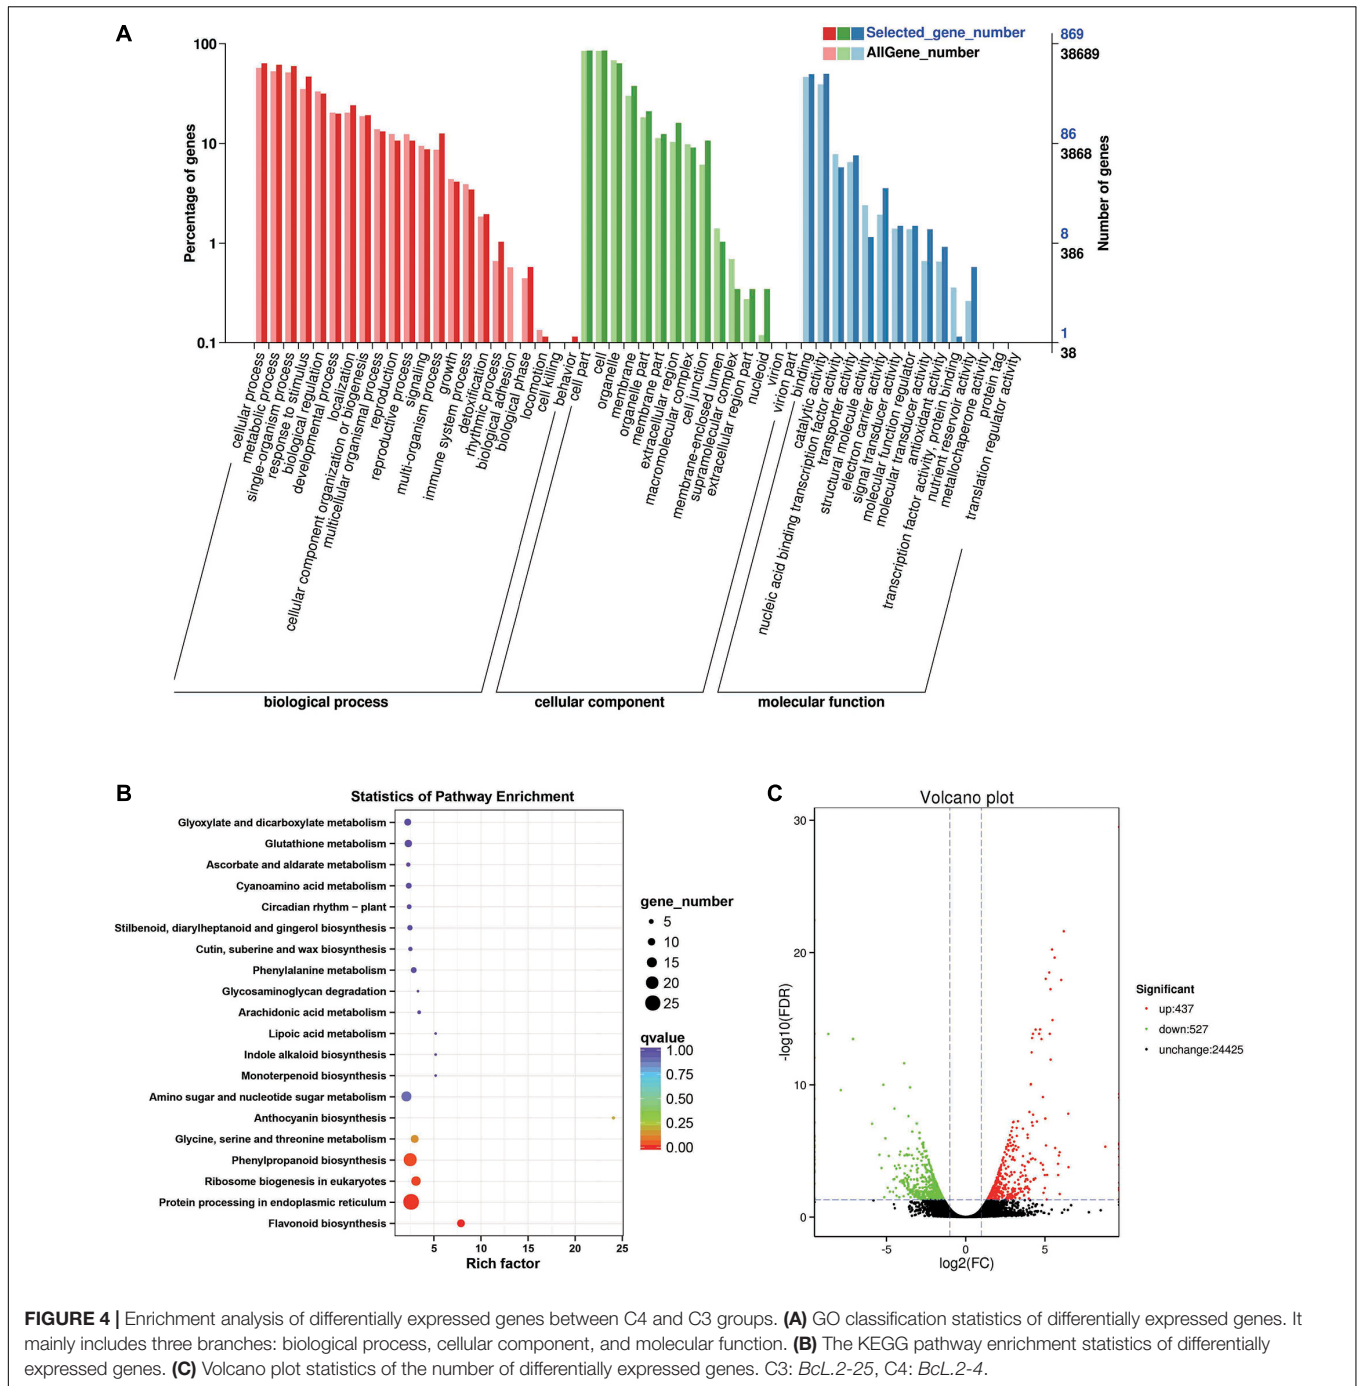 A
Selected_gene_number
AllGene_number
869
38689
86
3868
8
386
1
38
Number of genes
100
10
1
0.1
Percentage of genes
cellular process
metabolic process
single-organism process
response to stimulus
biological regulation
developmental process
localization
cellular component organization or biogenesis
multicellular organismal process
reproduction
reproductive process
signaling
multi-organism process
growth
immune system process
detoxification
rhythmic process
biological adhesion
biological phase
locomotion
cell killing
behavior
cell part
cell
organelle
membrane
organelle part
membrane part
extracellular region
macromolecular complex
cell junction
membrane-enclosed lumen
supramolecular complex
extracellular region part
nucleoid
virion
virion part
binding
catalytic activity
nucleic acid binding transcription factor activity
transporter activity
structural molecule activity
electron carrier activity
signal transducer activity
molecular function regulator
molecular transducer activity
antioxidant activity
transcription factor activity, protein binding
nutrient reservoir activity
metallochaperone activity
protein tag
translation regulator activity
biological process
cellular component
molecular function
B
Statistics of Pathway Enrichment
Glyoxylate and dicarboxylate metabolism
Glutathione metabolism
Ascorbate and aldarate metabolism
Cyanoamino acid metabolism
Circadian rhythm − plant
Stilbenoid, diarylheptanoid and gingerol biosynthesis
Cutin, suberine and wax biosynthesis
Phenylalanine metabolism
Glycosaminoglycan degradation
Arachidonic acid metabolism
Lipoic acid metabolism
Indole alkaloid biosynthesis
Monoterpenoid biosynthesis
Amino sugar and nucleotide sugar metabolism
Anthocyanin biosynthesis
Glycine, serine and threonine metabolism
Phenylpropanoid biosynthesis
Ribosome biogenesis in eukaryotes
Protein processing in endoplasmic reticulum
Flavonoid biosynthesis
5 10 15 20 25
Rich factor
gene_number
5
10
15
20
25
qvalue
1.00
0.75
0.50
0.25
0.00
C
Volcano plot
30
20
10
0
-log10(FDR)
-5 0 5
log2(FC)
Significant
up:437
down:527
unchange:24425
FIGURE 4 | Enrichment analysis of differentially expressed genes between C4 and C3 groups. (A) GO classification statistics of differentially expressed genes. It
mainly includes three branches: biological process, cellular component, and molecular function. (B) The KEGG pathway enrichment statistics of differentially
expressed genes. (C) Volcano plot statistics of the number of differentially expressed genes. C3: BcL.2-25, C4: BcL.2-4.